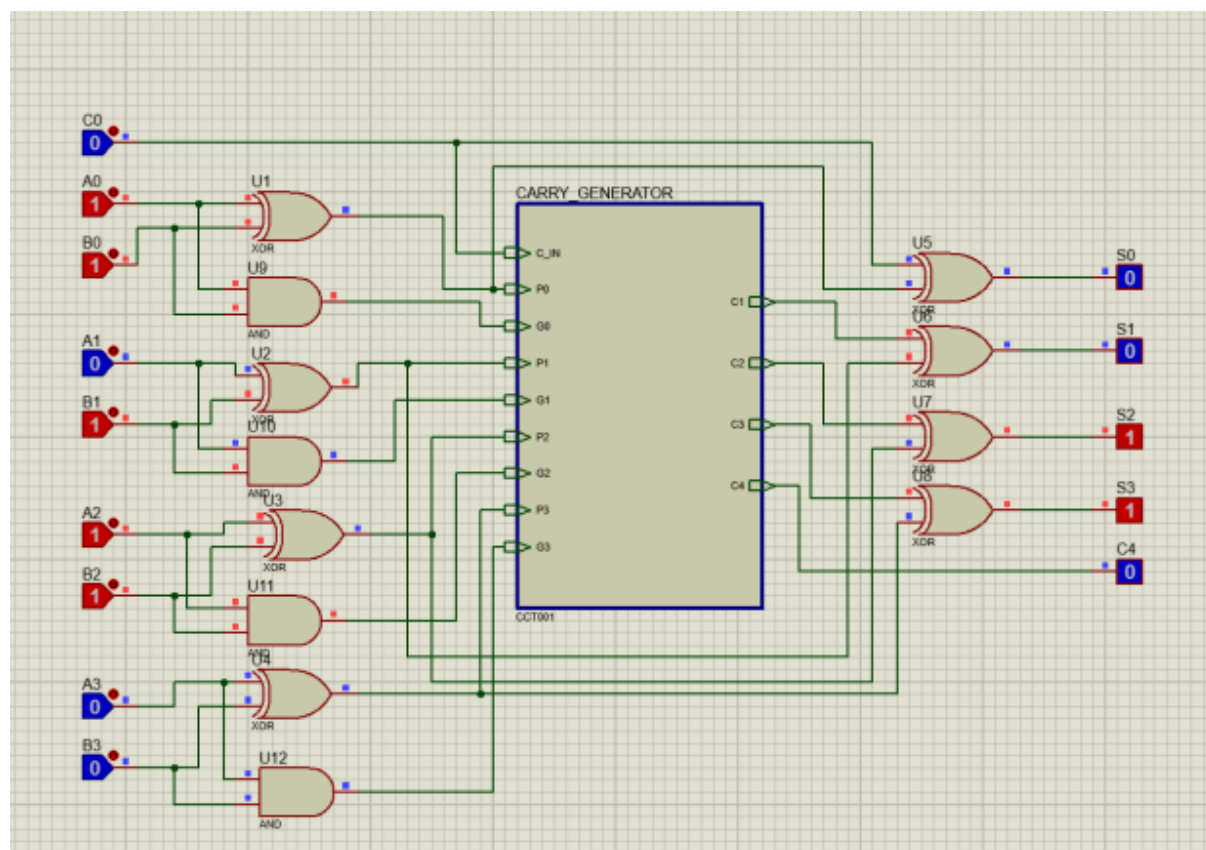 C0
0
A0
1
B0
1
U1
XOR
U9
AND
A1
0
B1
1
U2
XOR
U10
AND
A2
1
B2
1
U3
XOR
U11
AND
A3
0
B3
0
U4
XOR
U12
AND
CARRY_GENERATOR
C_IN
P0
G0
P1
G1
P2
G2
P3
G3
C1
C2
C3
C4
CCT001
U5
XOR
U6
XOR
U7
XOR
U8
XOR
S0
0
S1
0
S2
1
S3
1
C4
0